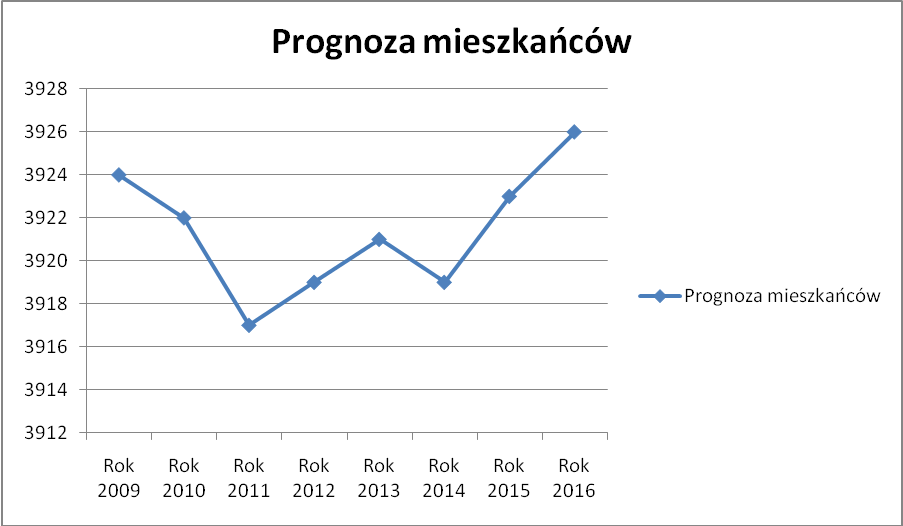 Prognoza mieszkańców
3928
3926
3924
3922
3920
3918
3916
3914
3912
Rok 2009
Rok 2010
Rok 2011
Rok 2012
Rok 2013
Rok 2014
Rok 2015
Rok 2016
Prognoza mieszkańców